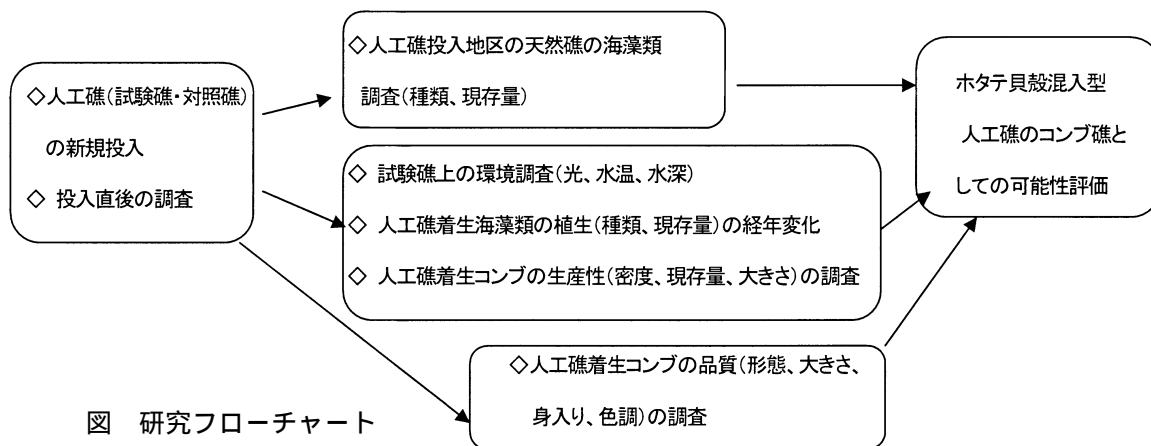 ◇人工礁(試験礁・対照礁)
の新規投入
◇ 投入直後の調査
◇人工礁投入地区の天然礁の海藻類
調査(種類、現存量)
◇ 試験礁上の環境調査(光、水温、水深)
◇ 人工礁着生海藻類の植生(種類、現存量)の経年変化
◇ 人工礁着生コンブの生産性(密度、現存量、大きさ)の調査
◇人工礁着生コンブの品質(形態、大きさ、
身入り、色調)の調査
ホタテ貝殻混入型
人工礁のコンブ礁と
しての可能性評価
図 研究フローチャート